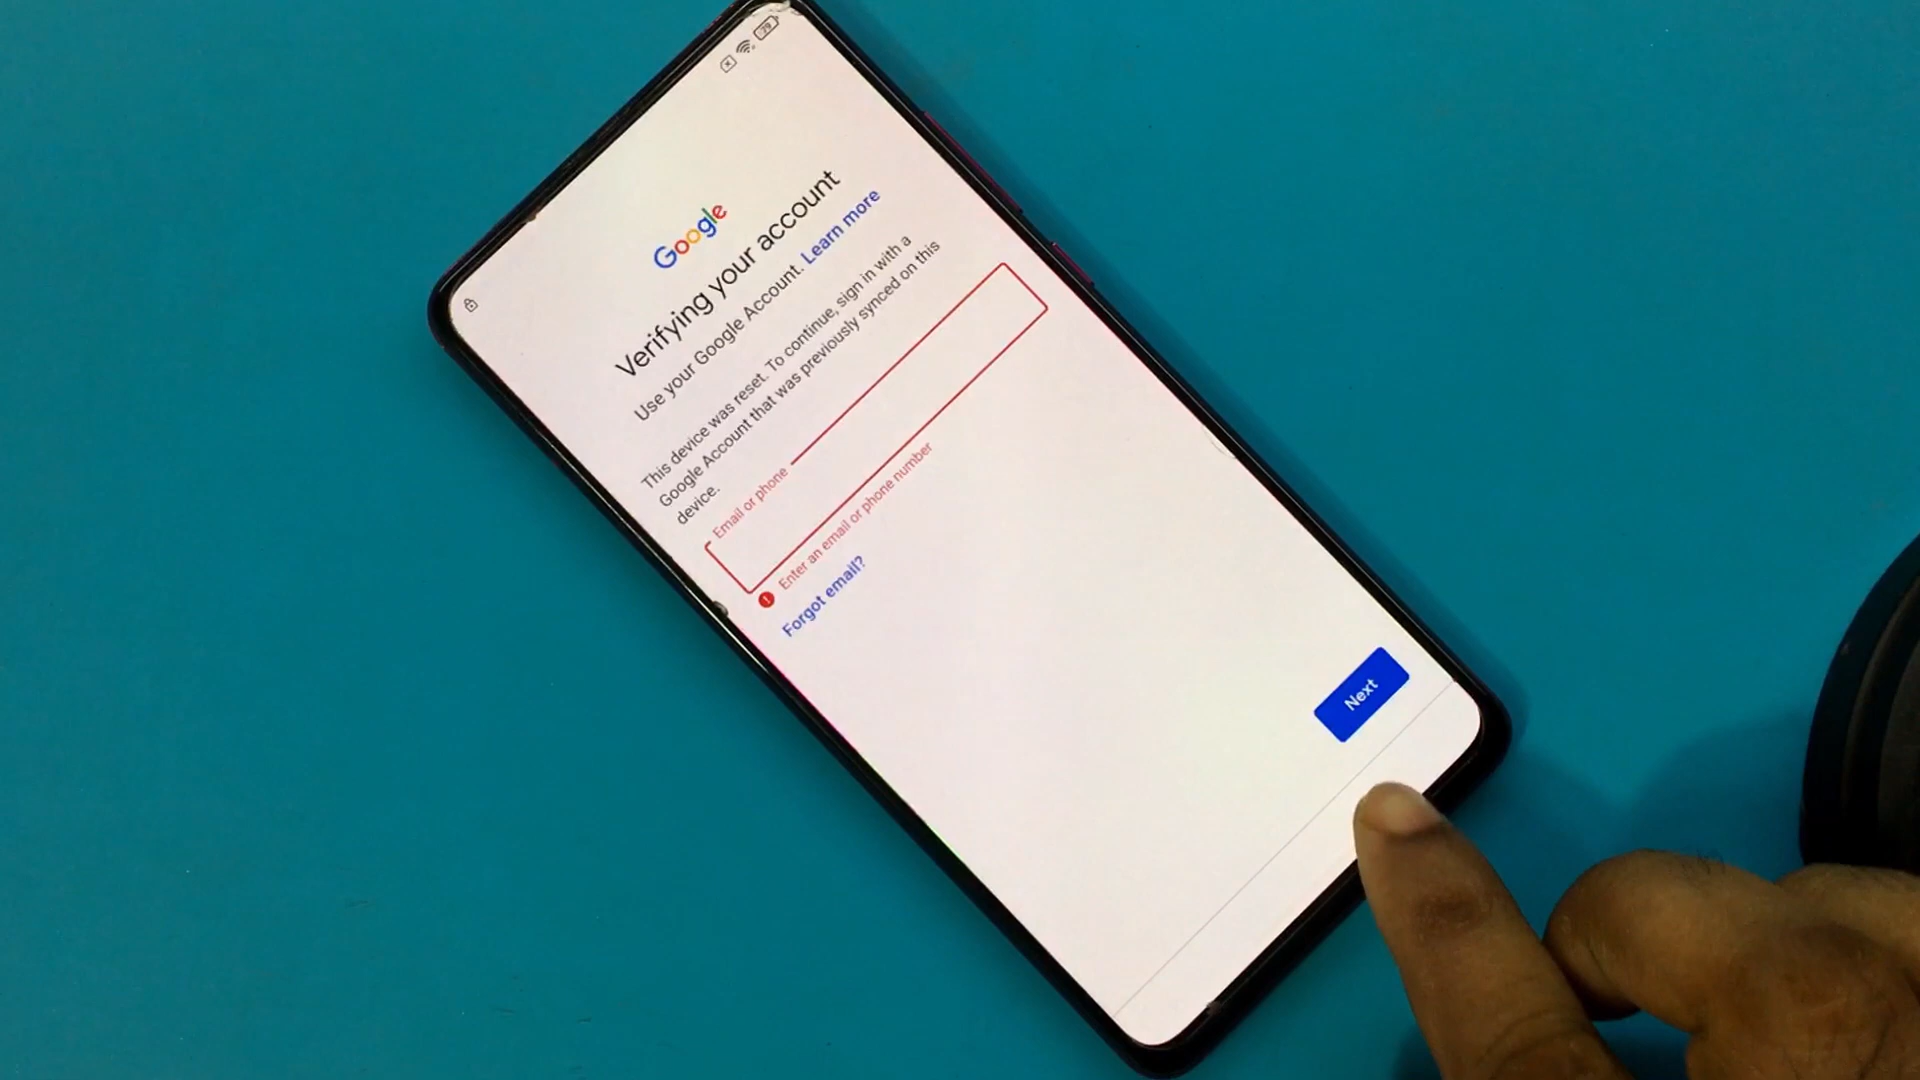 79
Google
Verifying your account
Use your Google Account. Learn more
This device was reset. To continue, sign in with a
Google Account that was previously synced on this
device.
Email or phone
Enter an email or phone number
Forgot email?
Next